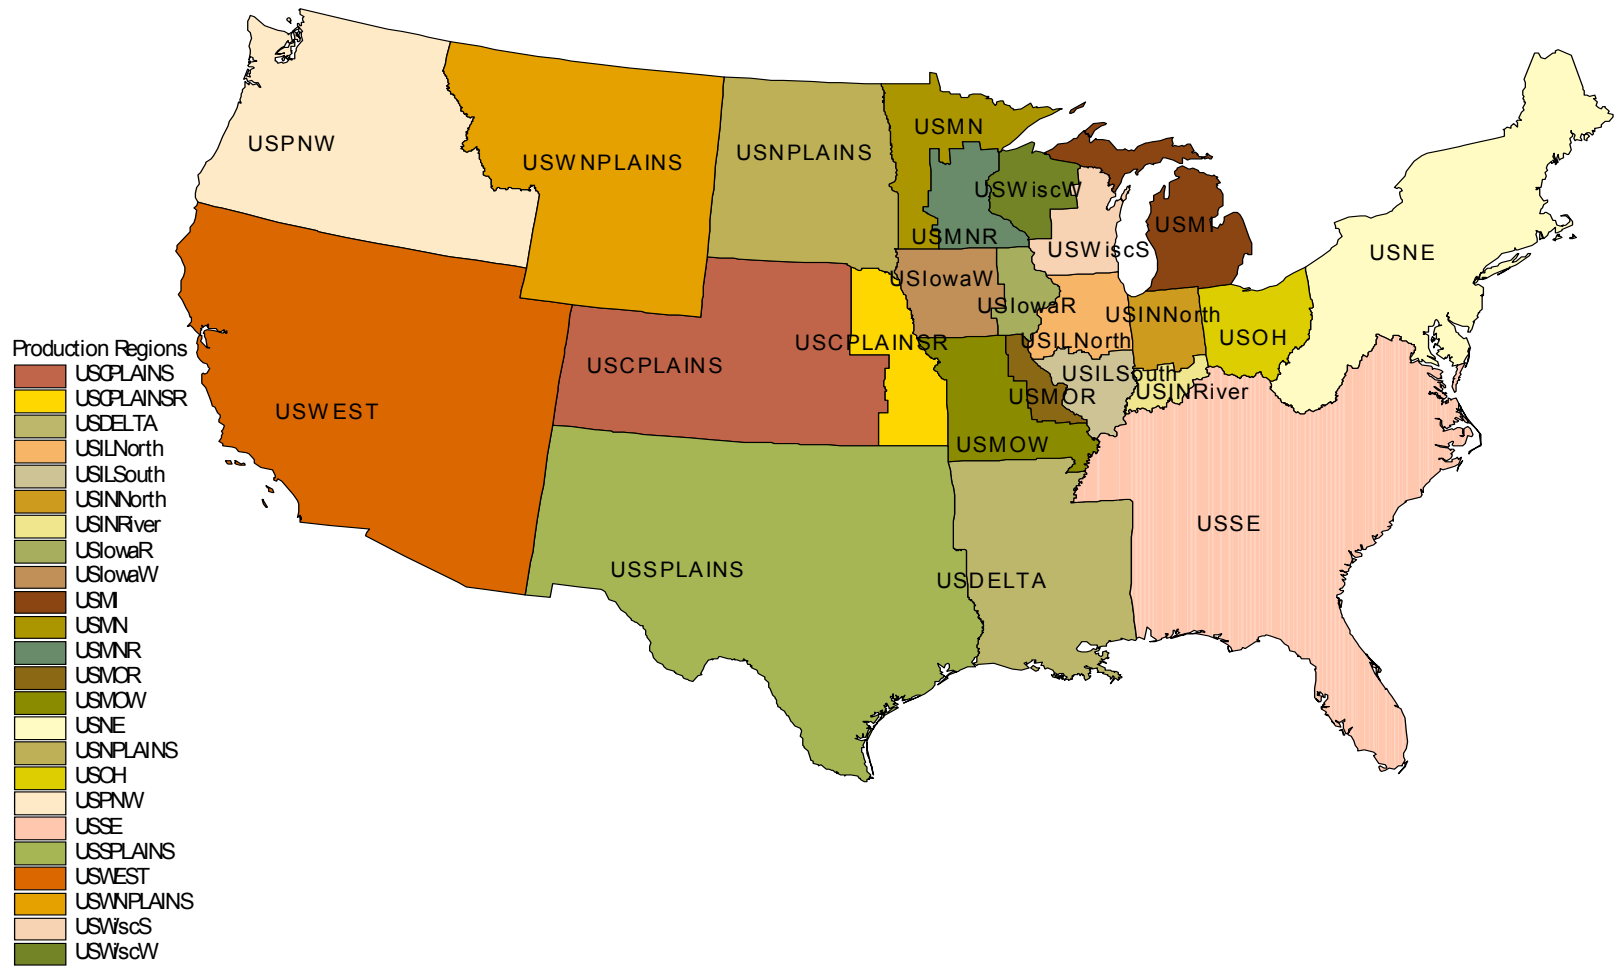 USPNW
USWNPLAINS
USNPLAINS
USMN
USWiscW
USMNR
USWiscS
USMI
USNE
USIowaW
USIowaR
USINNorth
USILNorth
USOH
USCPLAINSR
USCPLAINS
USILSouth
USINRiver
USMOR
USWEST
USMOW
USSE
USSPLAINS
USDELTA
Production Regions
USCPLAINS
USCPLAINSR
USDELTA
USILNorth
USILSouth
USINNorth
USINRiver
USIowaR
USIowaW
USMI
USMN
USMNR
USMOR
USMOW
USNE
USNPLAINS
USOH
USPNW
USSE
USSPLAINS
USWEST
USWNPLAINS
USWiscS
USWiscW